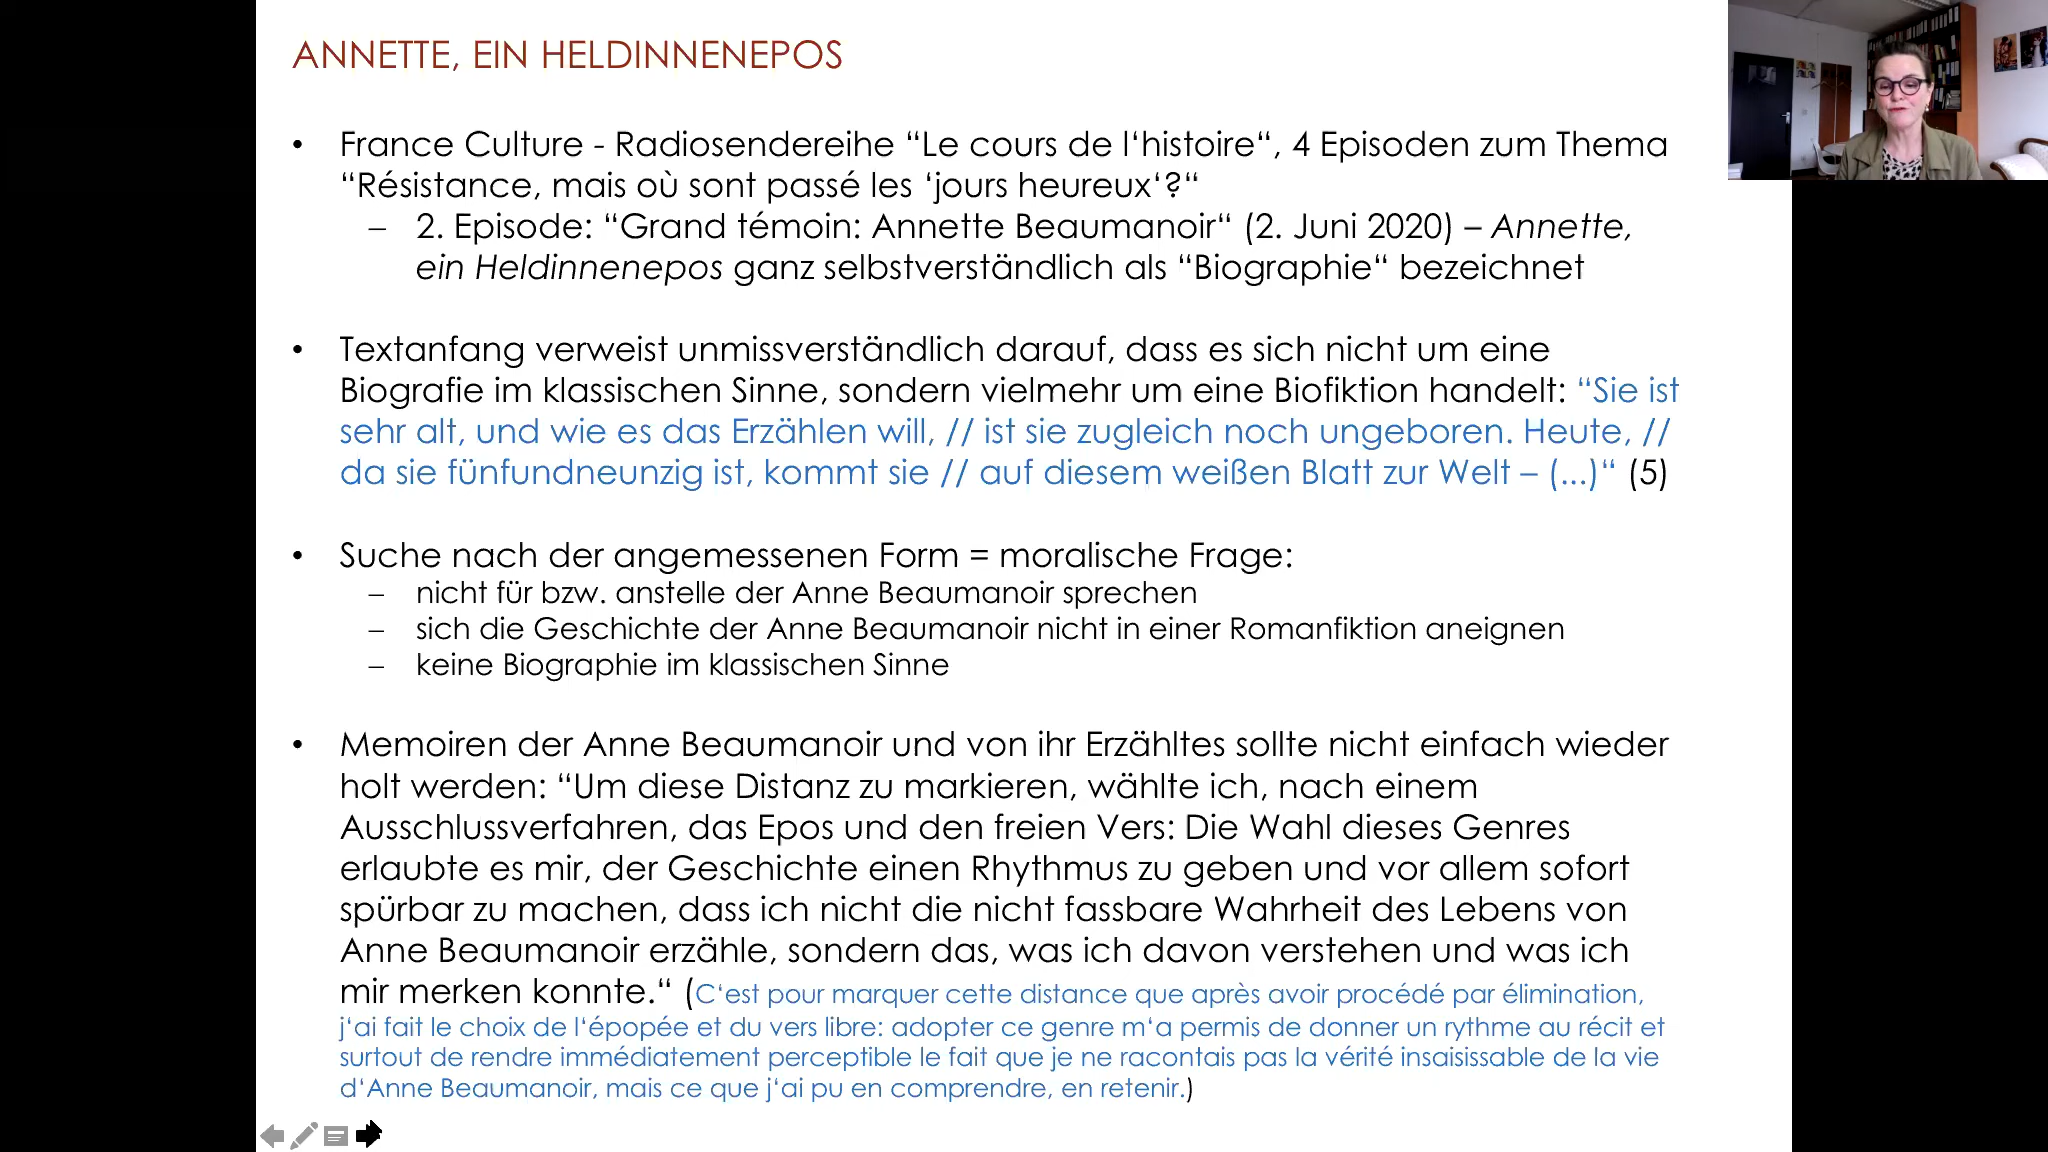 ANNETTE, EIN HELDINNENEPOS
• France Culture - Radiosendereihe “Le cours de l‘histoire“, 4 Episoden zum Thema
“Résistance, mais où sont passé les ‘jours heureux‘?“
– 2. Episode: “Grand témoin: Annette Beaumanoir“ (2. Juni 2020) – Annette,
ein Heldinnenepos ganz selbstverständlich als “Biographie“ bezeichnet
• Textanfang verweist unmissverständlich darauf, dass es sich nicht um eine
Biografie im klassischen Sinne, sondern vielmehr um eine Biofiktion handelt: “Sie ist
sehr alt, und wie es das Erzählen will, // ist sie zugleich noch ungeboren. Heute, //
da sie fünfundneunzig ist, kommt sie // auf diesem weißen Blatt zur Welt – (...)“ (5)
• Suche nach der angemessenen Form = moralische Frage:
– nicht für bzw. anstelle der Anne Beaumanoir sprechen
– sich die Geschichte der Anne Beaumanoir nicht in einer Romanfiktion aneignen
– keine Biographie im klassischen Sinne
• Memoiren der Anne Beaumanoir und von ihr Erzähltes sollte nicht einfach wieder
holt werden: “Um diese Distanz zu markieren, wählte ich, nach einem
Ausschlussverfahren, das Epos und den freien Vers: Die Wahl dieses Genres
erlaubte es mir, der Geschichte einen Rhythmus zu geben und vor allem sofort
spürbar zu machen, dass ich nicht die nicht fassbare Wahrheit des Lebens von
Anne Beaumanoir erzähle, sondern das, was ich davon verstehen und was ich
mir merken konnte.“ (C‘est pour marquer cette distance que après avoir procédé par élimination,
j‘ai fait le choix de l‘épopée et du vers libre: adopter ce genre m‘a permis de donner un rythme au récit et
surtout de rendre immédiatement perceptible le fait que je ne racontais pas la vérité insaisissable de la vie
d‘Anne Beaumanoir, mais ce que j‘ai pu en comprendre, en retenir.)